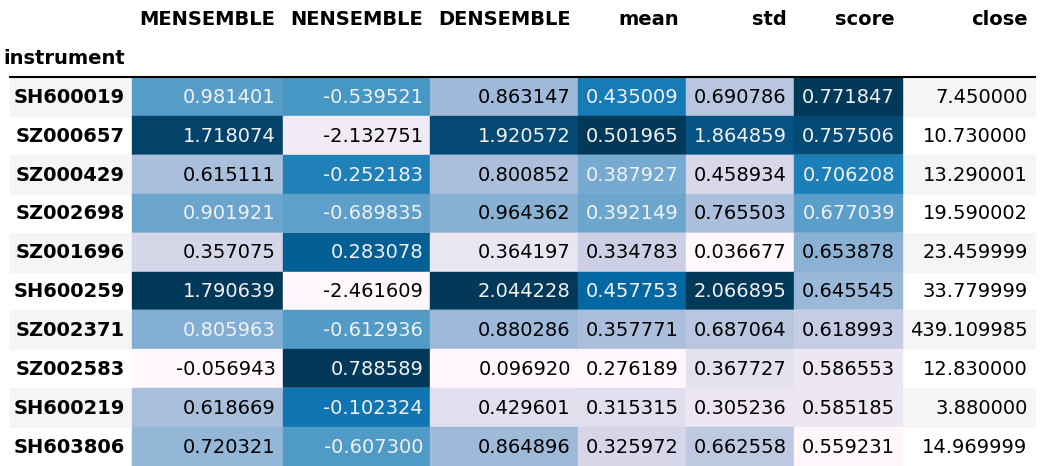 MENSEMBLE NENSEMBLE DENSEMBLE mean std score close
instrument
SH600019 0.981401 -0.539521 0.863147 0.435009 0.690786 0.771847 7.450000
SZ000657 1.718074 -2.132751 1.920572 0.501965 1.864859 0.757506 10.730000
SZ000429 0.615111 -0.252183 0.800852 0.387927 0.458934 0.706208 13.290001
SZ002698 0.901921 -0.689835 0.964362 0.392149 0.765503 0.677039 19.590002
SZ001696 0.357075 0.283078 0.364197 0.334783 0.036677 0.653878 23.459999
SH600259 1.790639 -2.461609 2.044228 0.457753 2.066895 0.645545 33.779999
SZ002371 0.805963 -0.612936 0.880286 0.357771 0.687064 0.618993 439.109985
SZ002583 -0.056943 0.788589 0.096920 0.276189 0.367727 0.586553 12.830000
SH600219 0.618669 -0.102324 0.429601 0.315315 0.305236 0.585185 3.880000
SH603806 0.720321 -0.607300 0.864896 0.325972 0.662558 0.559231 14.969999